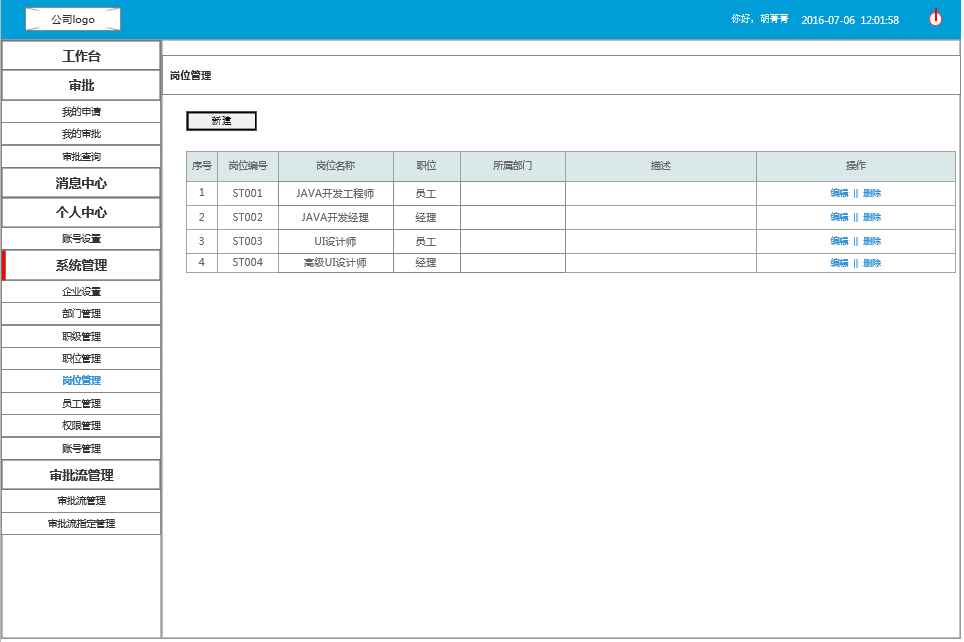 公司logo
你好，胡菁菁 2016-07-06 12:01:58
工作台
审批
我的申请
我的审批
审批查询
消息中心
个人中心
账号设置
系统管理
企业设置
部门管理
职级管理
职位管理
岗位管理
员工管理
权限管理
账号管理
审批流管理
审批流管理
审批流指定管理
岗位管理
新建
序号 岗位编号 岗位名称 职位 所属部门 描述 操作
1 ST001 JAVA开发工程师 员工 编辑 || 删除
2 ST002 JAVA开发经理 经理 编辑 || 删除
3 ST003 UI设计师 员工 编辑 || 删除
4 ST004 高级UI设计师 经理 编辑 || 删除